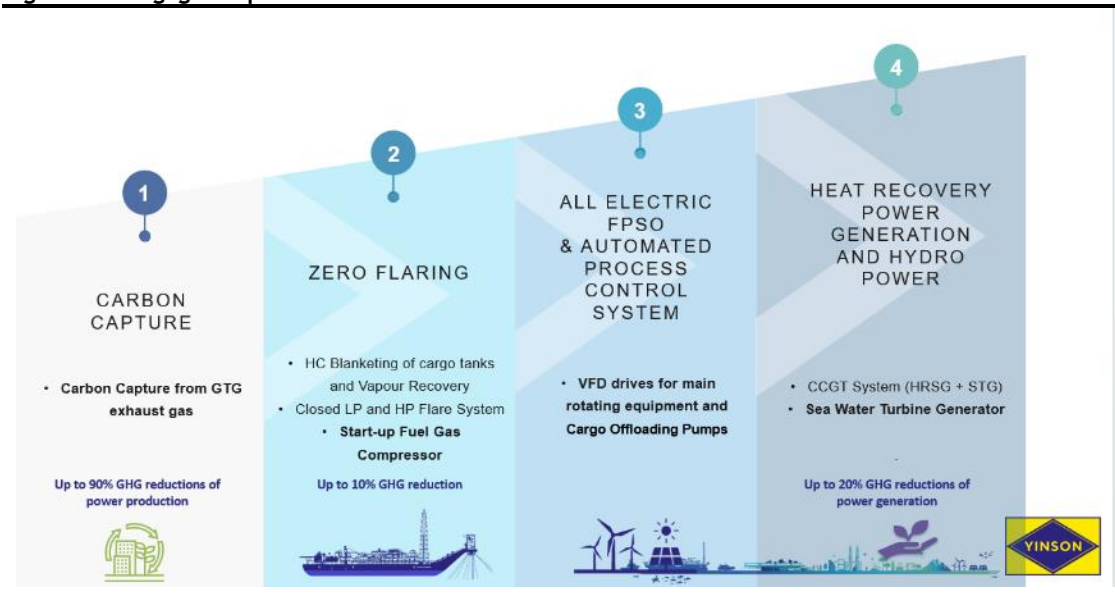 1
CARBON
CAPTURE
• Carbon Capture from GTG
exhaust gas
Up to 90% GHG reductions of
power production
2
ZERO FLARING
• HC Blanketing of cargo tanks
and Vapour Recovery
• Closed LP and HP Flare System
• Start-up Fuel Gas
Compressor
Up to 10% GHG reduction
3
ALL ELECTRIC
FPSO
& AUTOMATED
PROCESS
CONTROL
SYSTEM
• VFD drives for main
rotating equipment and
Cargo Offloading Pumps
4
HEAT RECOVERY
POWER
GENERATION
AND HYDRO
POWER
• CCGT System (HRSG + STG)
• Sea Water Turbine Generator
Up to 20% GHG reductions of
power generation
YINSON